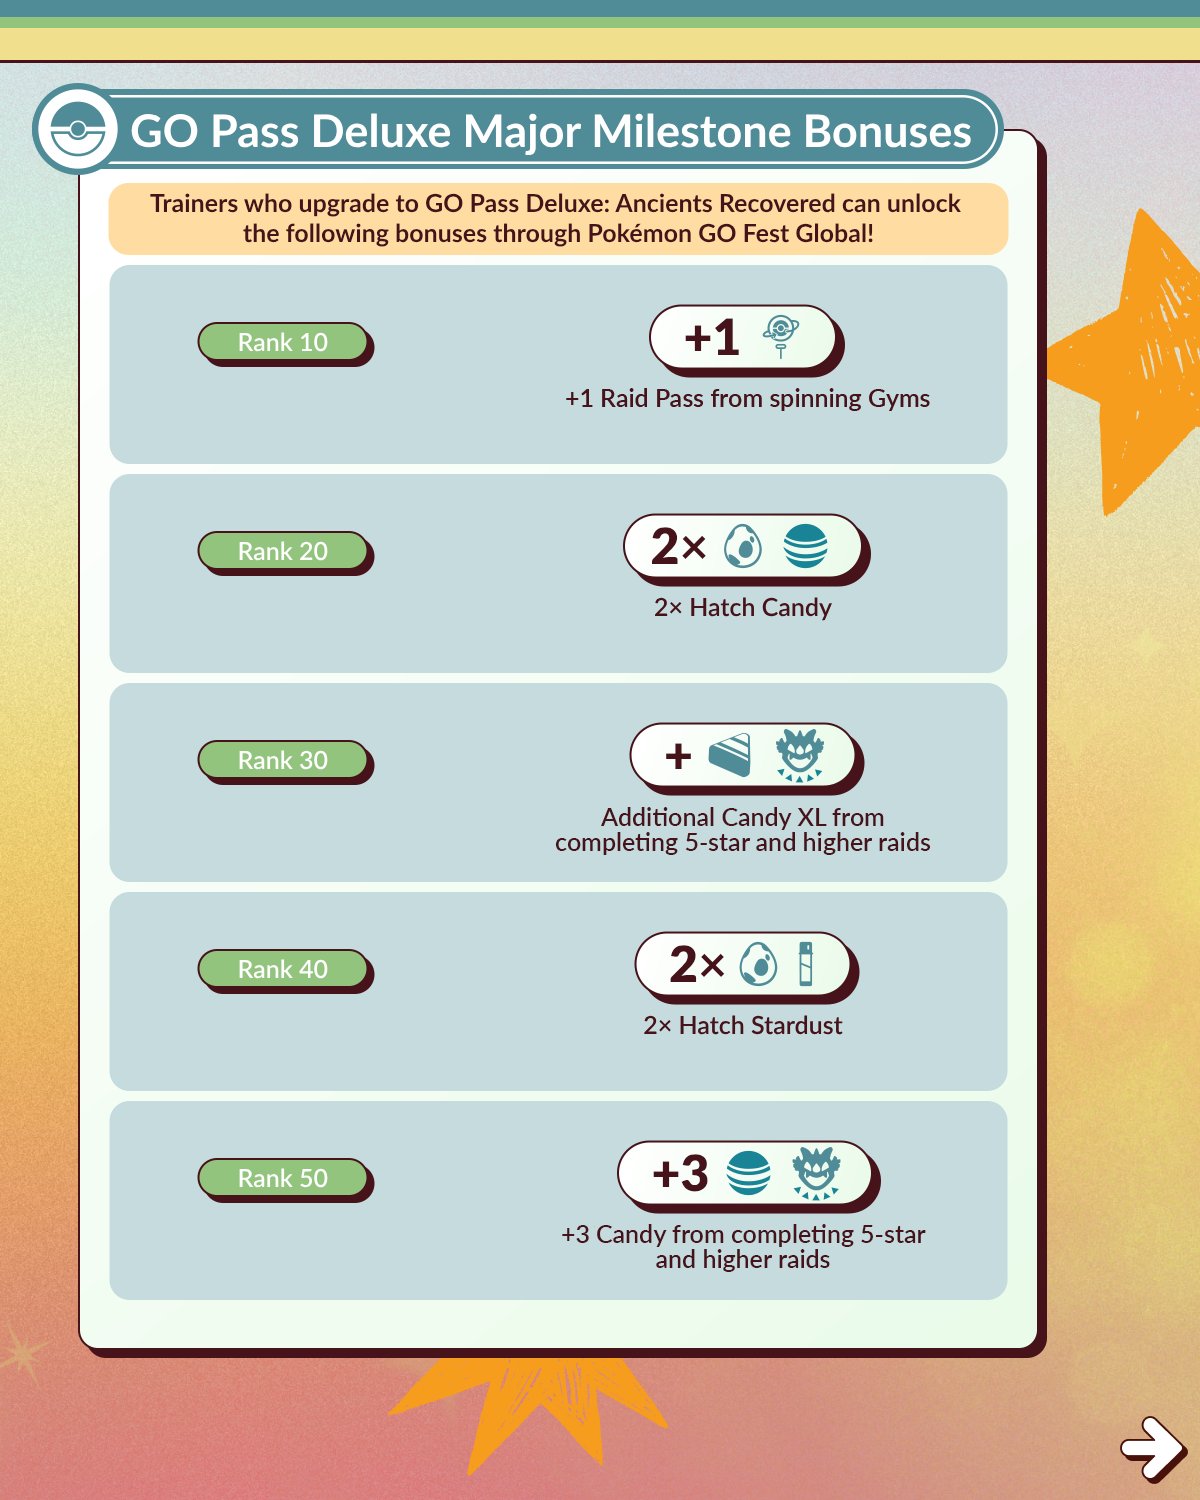 GO Pass Deluxe Major Milestone Bonuses
Trainers who upgrade to GO Pass Deluxe: Ancients Recovered can unlock
the following bonuses through Pokémon GO Fest Global!
Rank 10
+1
+1 Raid Pass from spinning Gyms
Rank 20
2×
2× Hatch Candy
Rank 30
+
Additional Candy XL from
completing 5-star and higher raids
Rank 40
2×
2× Hatch Stardust
Rank 50
+3
+3 Candy from completing 5-star
and higher raids